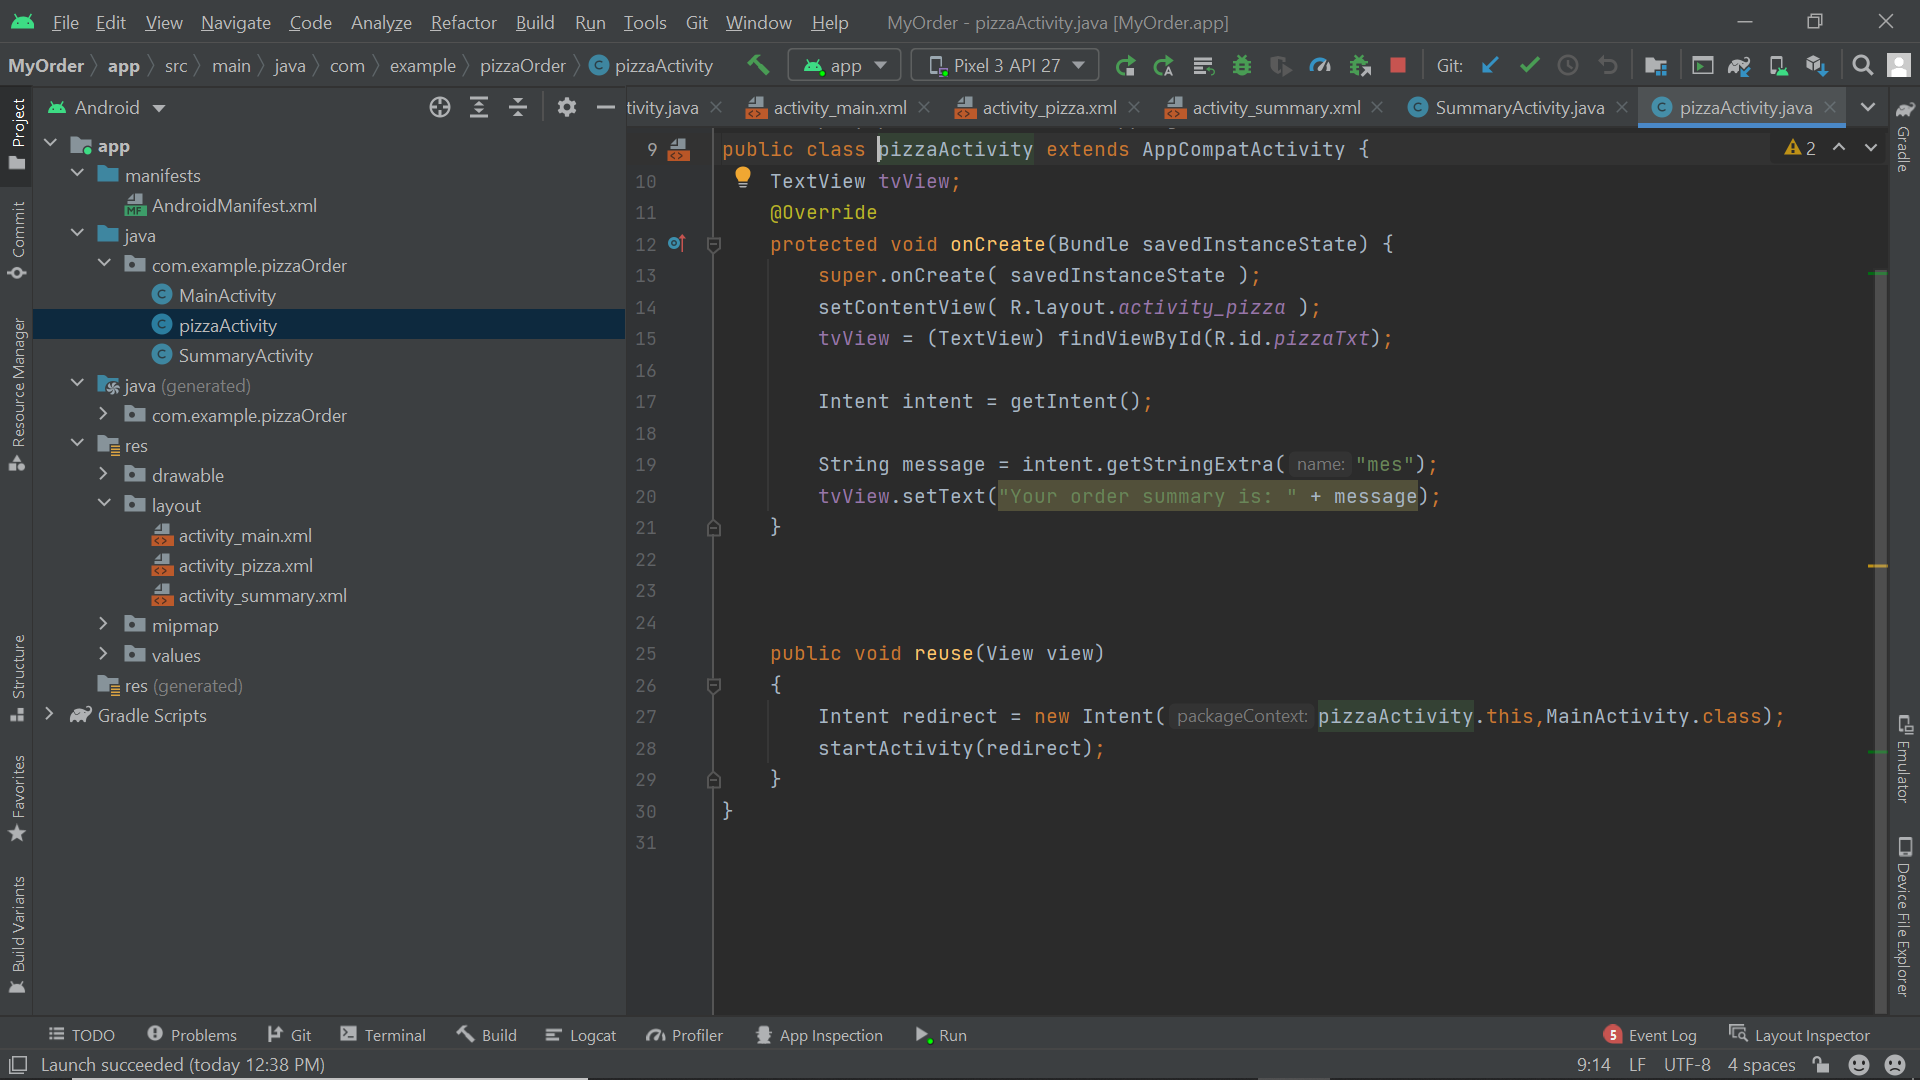 File Edit View Navigate Code Analyze Refactor Build Run Tools Git Window Help MyOrder - pizzaActivity.java [MyOrder.app]
MyOrder app src main java com example pizzaOrder pizzaActivity app Pixel 3 API 27 Git:
Project
Commit
Resource Manager
Structure
Favorites
Build Variants
Android
app
manifests
AndroidManifest.xml
java
com.example.pizzaOrder
MainActivity
pizzaActivity
SummaryActivity
java (generated)
com.example.pizzaOrder
res
drawable
layout
activity_main.xml
activity_pizza.xml
activity_summary.xml
mipmap
values
res (generated)
Gradle Scripts
tivity.java activity_main.xml activity_pizza.xml activity_summary.xml SummaryActivity.java pizzaActivity.java
9 public class pizzaActivity extends AppCompatActivity { 2
10 TextView tvView;
11 @Override
12 protected void onCreate(Bundle savedInstanceState) {
13 super.onCreate( savedInstanceState );
14 setContentView( R.layout.activity_pizza );
15 tvView = (TextView) findViewById(R.id.pizzaTxt);
16
17 Intent intent = getIntent();
18
19 String message = intent.getStringExtra( name: "mes");
20 tvView.setText("Your order summary is: " + message);
21 }
22
23
24
25 public void reuse(View view)
26 {
27 Intent redirect = new Intent( packageContext: pizzaActivity.this,MainActivity.class);
28 startActivity(redirect);
29 }
30 }
31
Gradle
Emulator
Device File Explorer
TODO Problems Git Terminal Build Logcat Profiler App Inspection Run 5 Event Log Layout Inspector
Launch succeeded (today 12:38 PM) 9:14 LF UTF-8 4 spaces